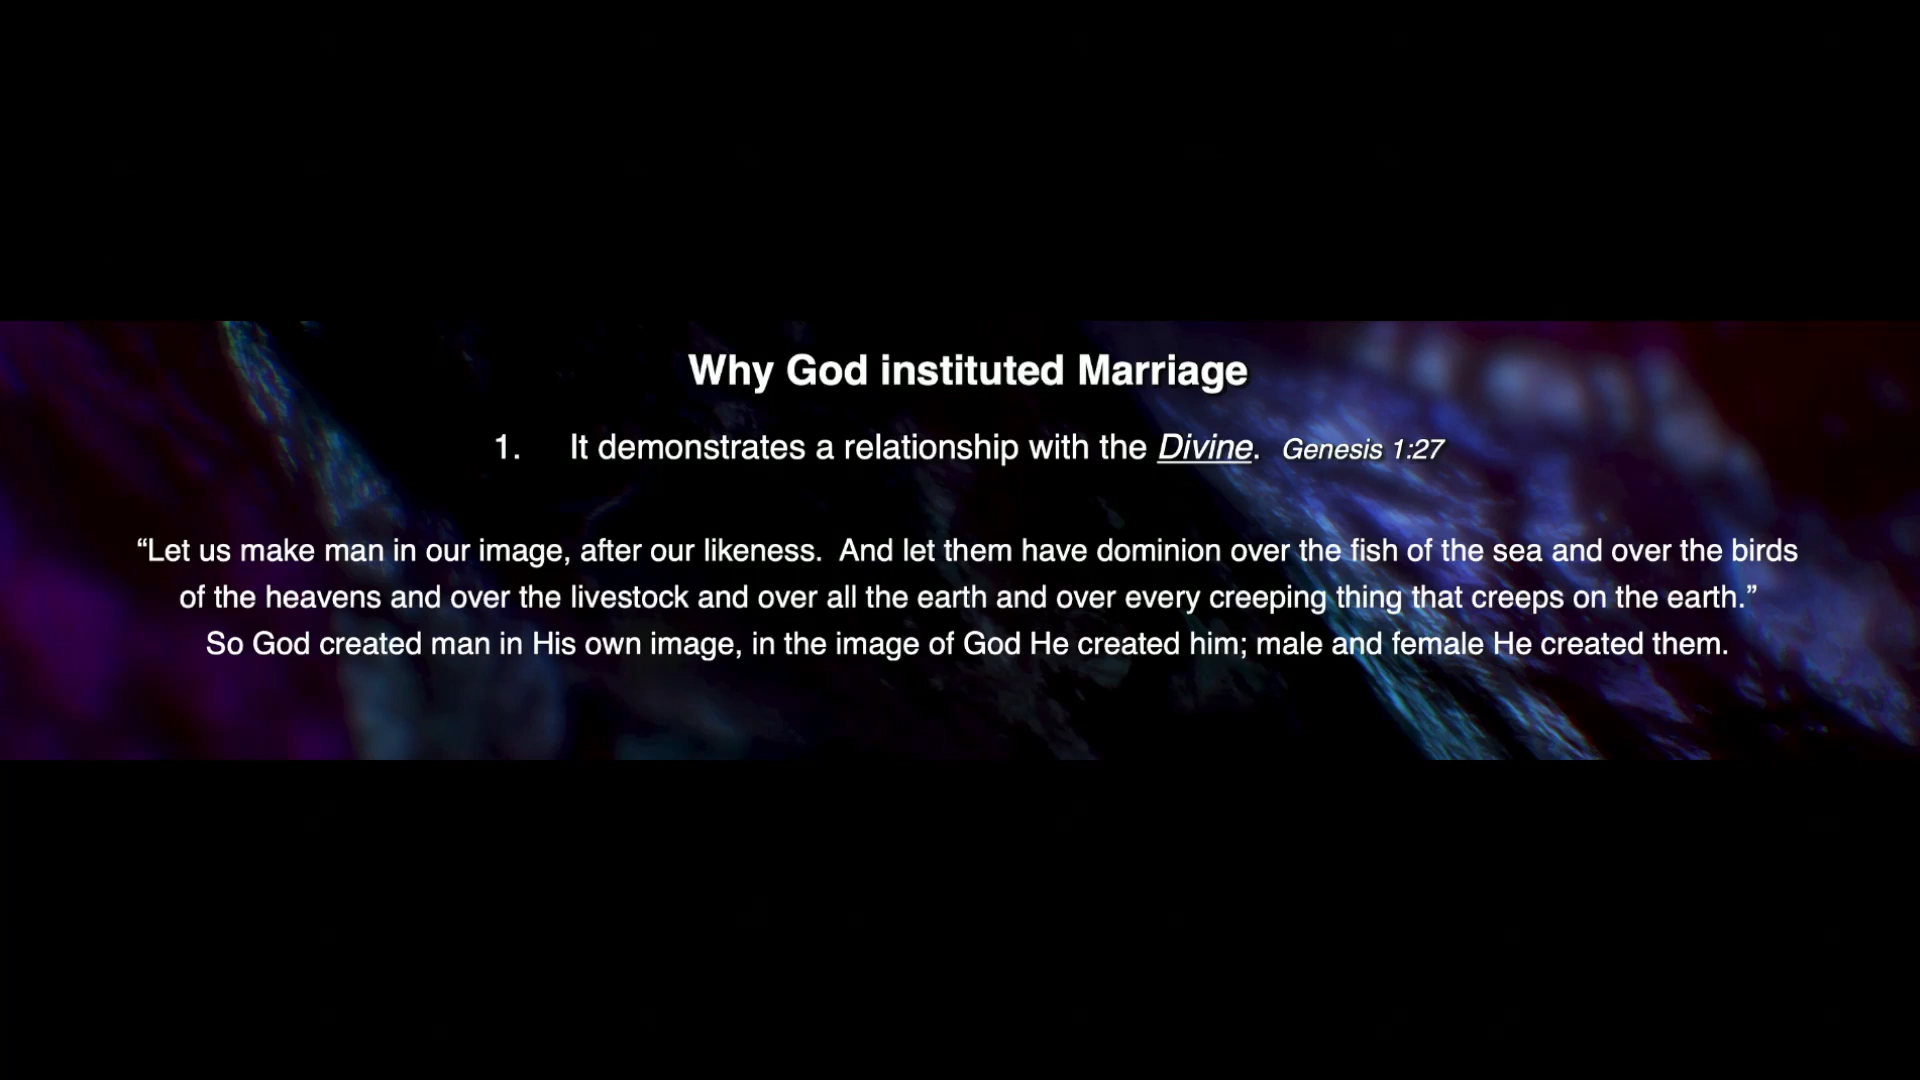 Why God instituted Marriage
1. It demonstrates a relationship with the Divine. Genesis 1:27
“Let us make man in our image, after our likeness.  And let them have dominion over the fish of the sea and over the birds
of the heavens and over the livestock and over all the earth and over every creeping thing that creeps on the earth.”
So God created man in His own image, in the image of God He created him; male and female He created them.